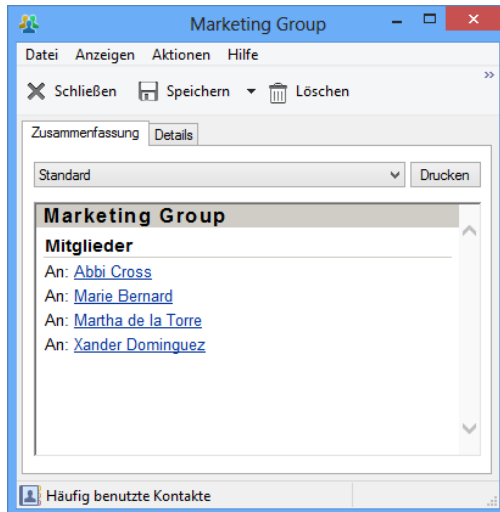 Marketing Group
Datei Anzeigen Aktionen Hilfe
Schließen Speichern Löschen »
Zusammenfassung Details
Standard Drucken
Marketing Group
Mitglieder
An: Abbi Cross
An: Marie Bernard
An: Martha de la Torre
An: Xander Dominguez
Häufig benutzte Kontakte